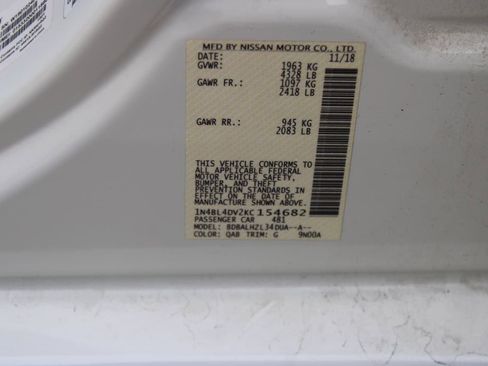 MFD BY NISSAN MOTOR CO., LTD.
DATE: 11/18
GVWR: 1963 KG
4328 LB
GAWR FR.: 1097 KG
2418 LB
GAWR RR.: 945 KG
2083 LB
THIS VEHICLE CONFORMS TO
ALL APPLICABLE FEDERAL
MOTOR VEHICLE SAFETY,
BUMPER, AND THEFT
PREVENTION STANDARDS IN
EFFECT ON THE DATE OF
MANUFACTURE SHOWN ABOVE.
1N4BL4DV2KC154682
PASSENGER CAR 481
MODEL: BDBALHZL34DUA--A--
COLOR: QAB TRIM: G 9N00A